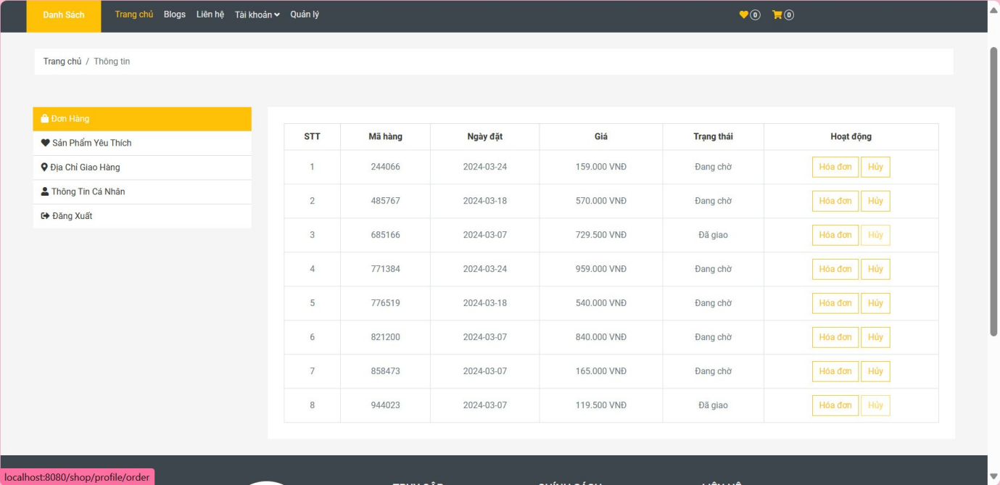 Danh Sách Trang chủ Blogs Liên hệ Tài khoản Quản lý 0 0
Trang chủ / Thông tin
Đơn Hàng
Sản Phẩm Yêu Thích
Địa Chỉ Giao Hàng
Thông Tin Cá Nhân
Đăng Xuất
STT Mã hàng Ngày đặt Giá Trạng thái Hoạt động
1 244066 2024-03-24 159.000 VNĐ Đang chờ Hóa đơn Hủy
2 485767 2024-03-18 570.000 VNĐ Đang chờ Hóa đơn Hủy
3 685166 2024-03-07 729.500 VNĐ Đã giao Hóa đơn Hủy
4 771384 2024-03-24 959.000 VNĐ Đang chờ Hóa đơn Hủy
5 776519 2024-03-18 540.000 VNĐ Đang chờ Hóa đơn Hủy
6 821200 2024-03-07 840.000 VNĐ Đang chờ Hóa đơn Hủy
7 858473 2024-03-07 165.000 VNĐ Đang chờ Hóa đơn Hủy
8 944023 2024-03-07 119.500 VNĐ Đã giao Hóa đơn Hủy
localhost:8080/shop/profile/order